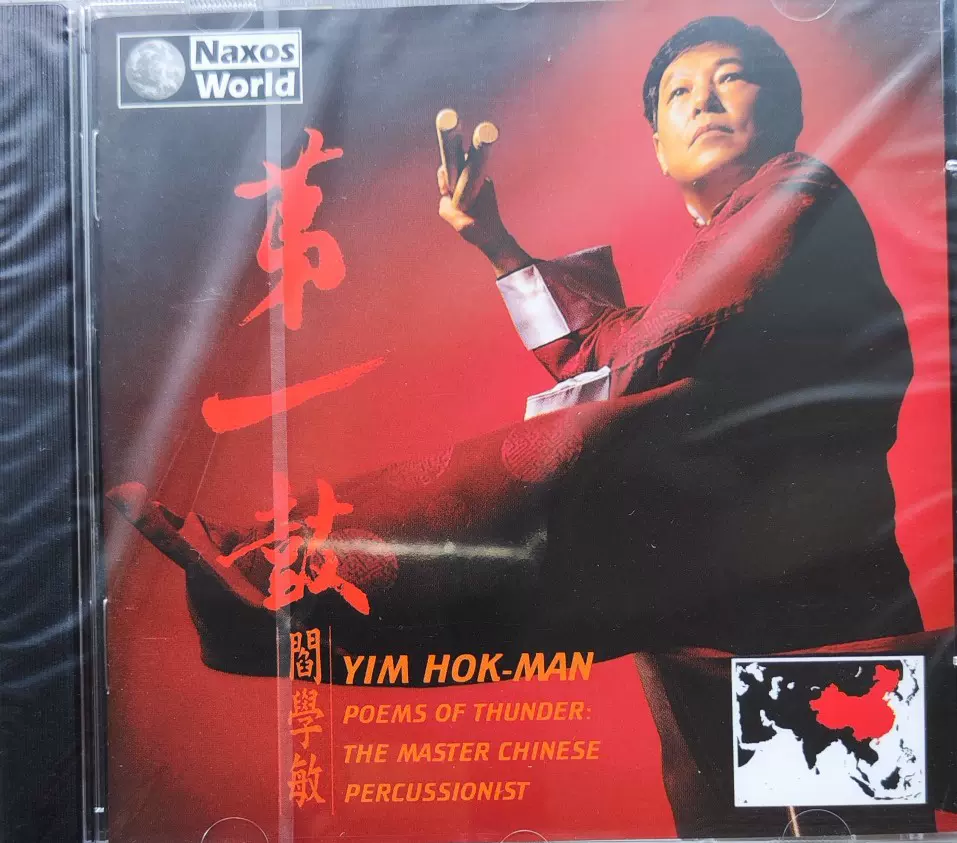 Naxos
World
第一鼓
閻學敏
YIM HOK-MAN
POEMS OF THUNDER:
THE MASTER CHINESE
PERCUSSIONIST